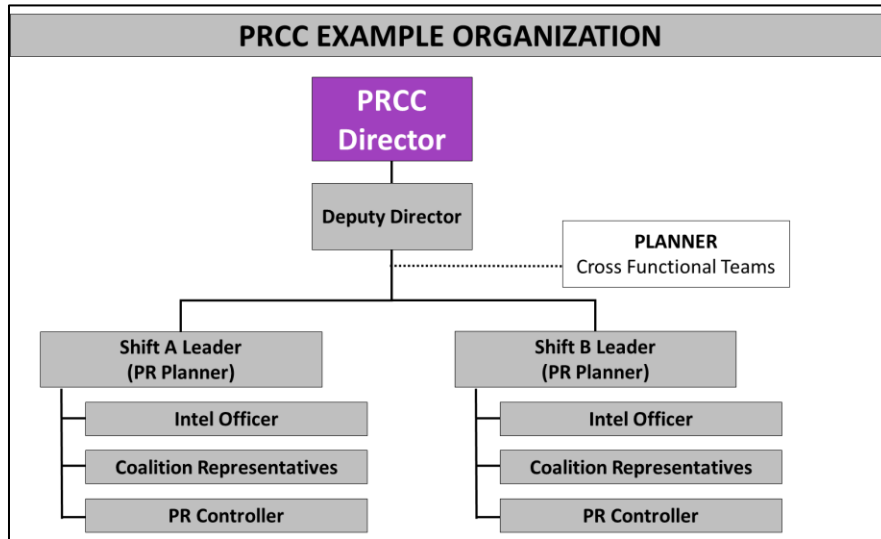 PRCC EXAMPLE ORGANIZATION
PRCC
Director
Deputy Director
PLANNER
Cross Functional Teams
Shift A Leader
(PR Planner)
Intel Officer
Coalition Representatives
PR Controller
Shift B Leader
(PR Planner)
Intel Officer
Coalition Representatives
PR Controller